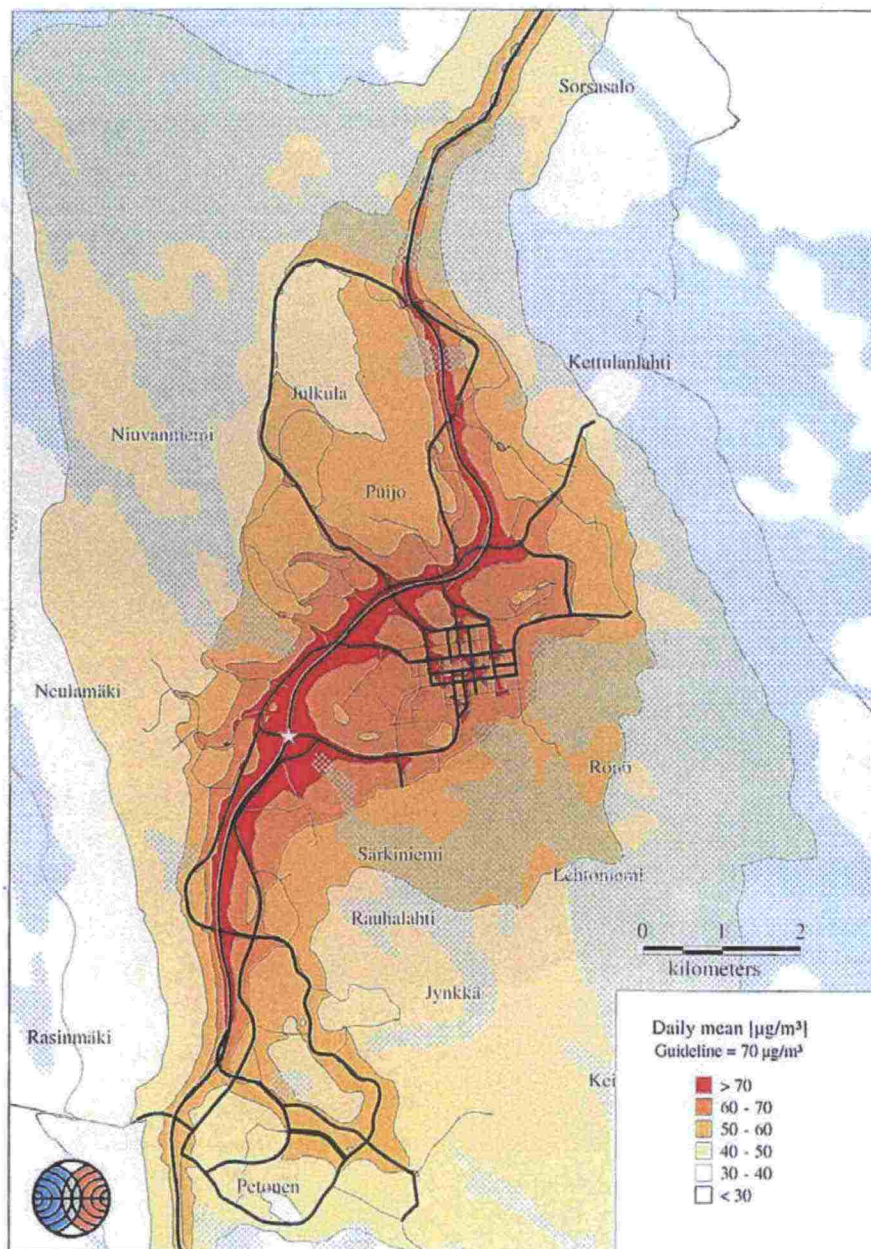 Sorsasalo
Kettulanlahti
Julkula
Niuvanniemi
Puijo
Neulamäki
Rönö
Särkiniemi
Lehtoniemi
Rauhalahti
0 1 2
kilometers
Jynkkä
Rasinmäki
Daily mean [µg/m³]
Guideline = 70 µg/m³
Kei
> 70
60 - 70
50 - 60
40 - 50
30 - 40
< 30
Petonen